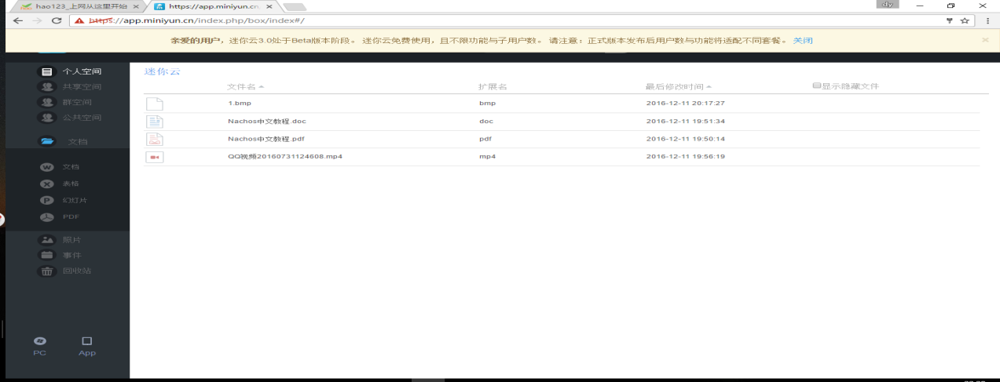 hao123_上网从这里开始
https://app.miniyun.cn
dly
https://app.miniyun.cn/index.php/box/index#/
亲爱的用户，迷你云3.0处于Beta版本阶段。 迷你云免费使用，且不限功能与子用户数。 请注意：正式版本发布后用户数与功能将适配不同套餐。 关闭
个人空间
共享空间
群空间
公共空间
文档
文档
表格
幻灯片
PDF
照片
事件
回收站
PC App
迷你云
文件名 扩展名 最后修改时间 显示隐藏文件
1.bmp bmp 2016-12-11 20:17:27
Nachos中文教程.doc doc 2016-12-11 19:51:34
Nachos中文教程.pdf pdf 2016-12-11 19:50:14
QQ视频20160731124608.mp4 mp4 2016-12-11 19:56:19